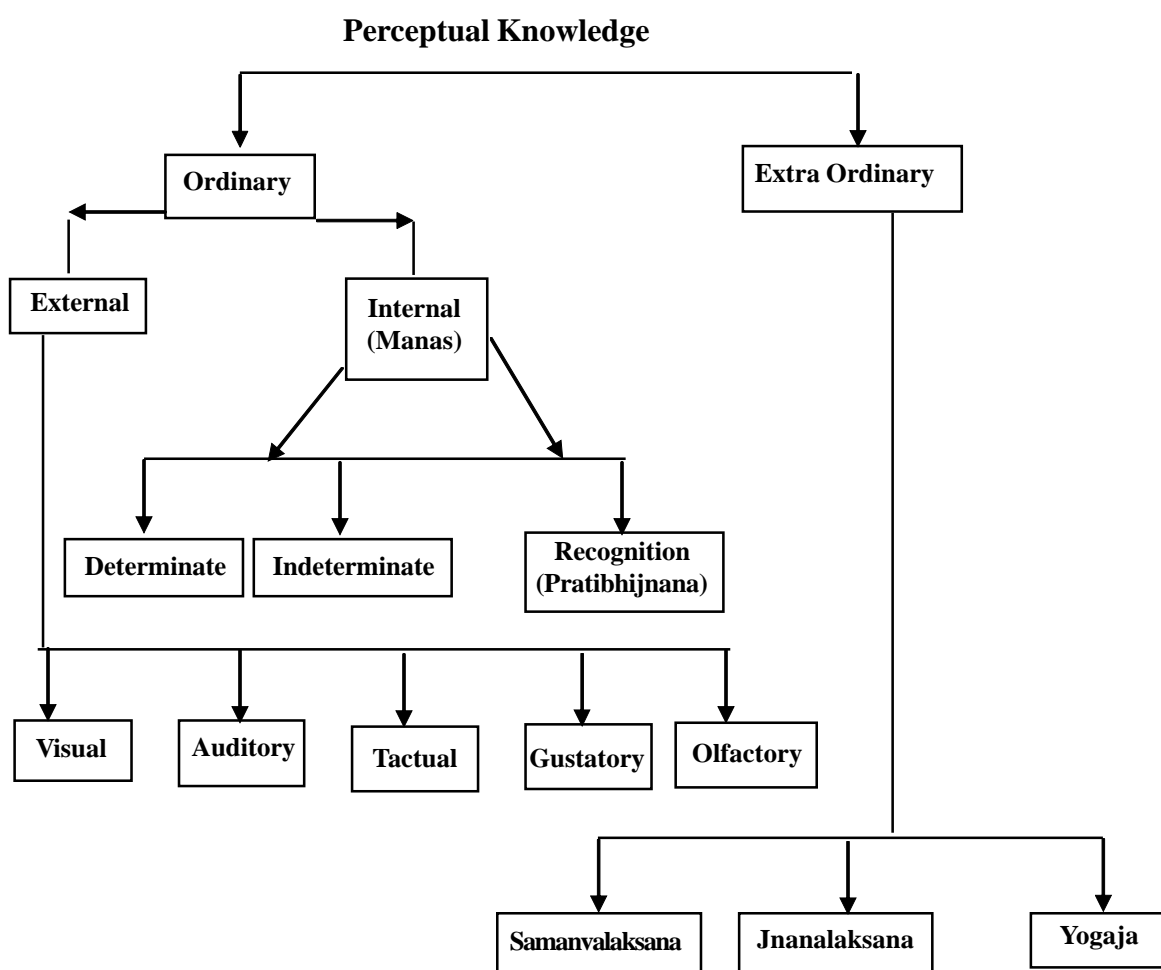 Perceptual Knowledge
Ordinary
Extra Ordinary
External
Internal
(Manas)
Determinate
Indeterminate
Recognition
(Pratibhijnana)
Visual
Auditory
Tactual
Gustatory
Olfactory
Samanvalaksana
Jnanalaksana
Yogaja